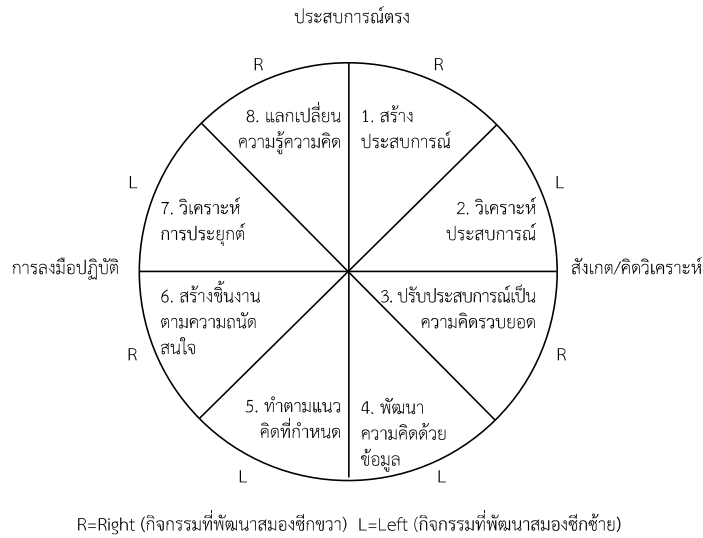 ประสบการณ์ตรง
R
R
8. แลกเปลี่ยน
ความรู้ความคิด
1. สร้าง
ประสบการณ์
L
L
7. วิเคราะห์
การประยุกต์
2. วิเคราะห์
ประสบการณ์
การลงมือปฏิบัติ
สังเกต/คิดวิเคราะห์
6. สร้างชิ้นงาน
ตามความถนัด
สนใจ
3. ปรับประสบการณ์เป็น
ความคิดรวบยอด
R
R
5. ทำตามแนว
คิดที่กำหนด
4. พัฒนา
ความคิดด้วย
ข้อมูล
L
L
R=Right (กิจกรรมที่พัฒนาสมองซีกขวา) L=Left (กิจกรรมที่พัฒนาสมองซีกซ้าย)